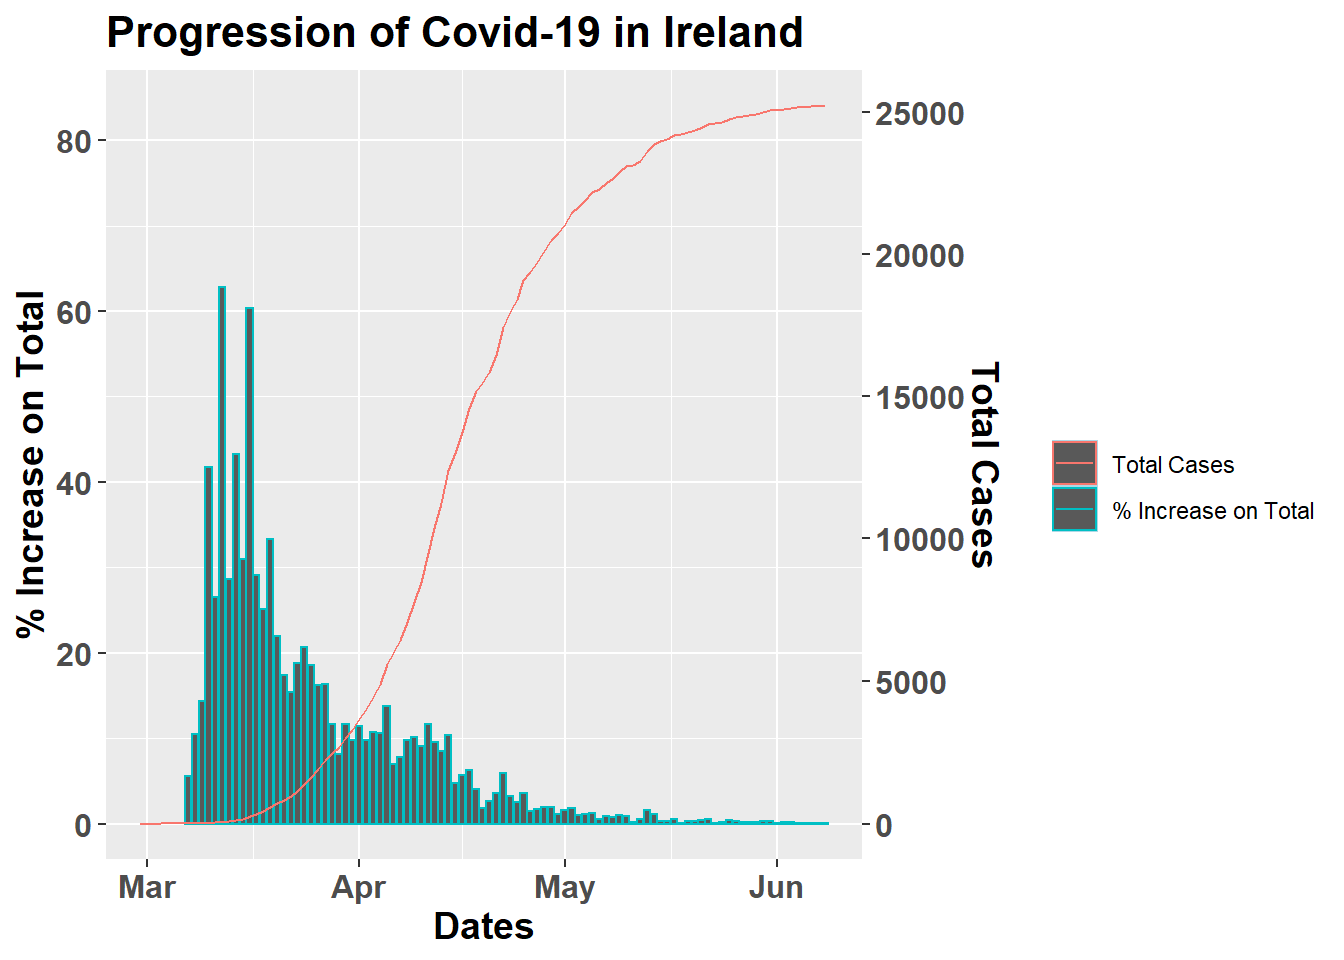 Progression of Covid-19 in Ireland
% Increase on Total
80
60
40
20
0
25000
20000
15000
10000
5000
0
Total Cases
Mar Apr May Jun
Dates
Total Cases
% Increase on Total